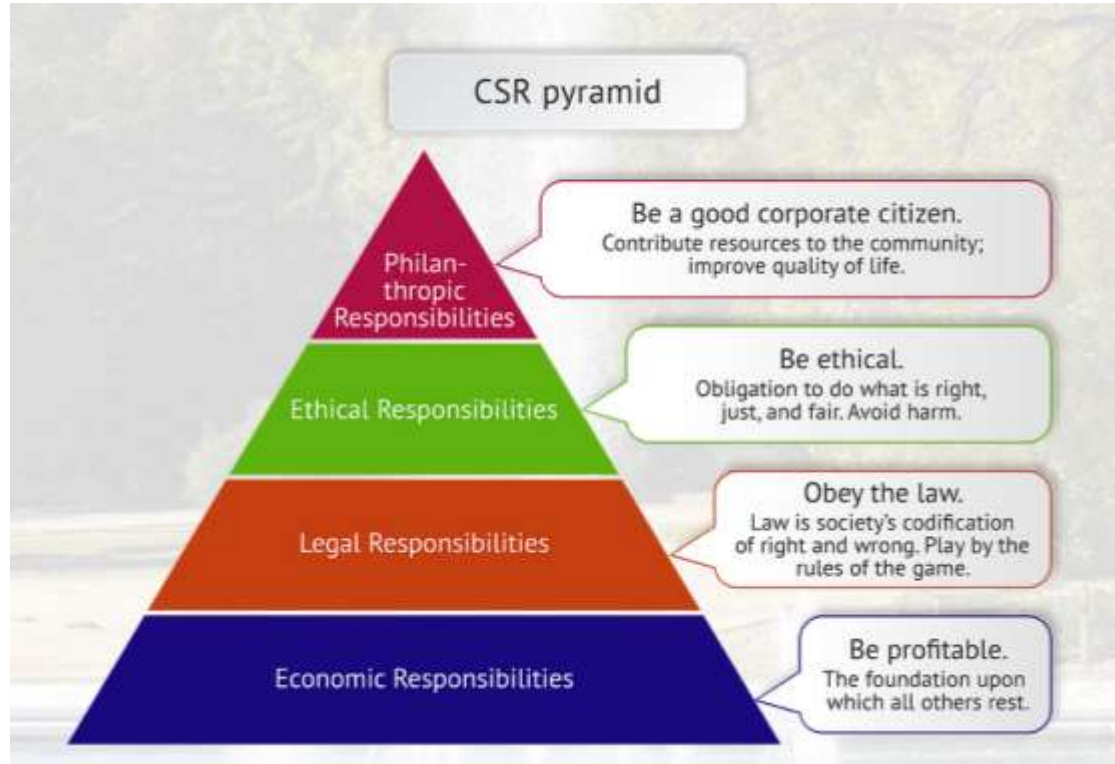 CSR pyramid
Philan-
thropic
Responsibilities
Be a good corporate citizen.
Contribute resources to the community;
improve quality of life.
Ethical Responsibilities
Be ethical.
Obligation to do what is right,
just, and fair. Avoid harm.
Legal Responsibilities
Obey the law.
Law is society's codification
of right and wrong. Play by the
rules of the game.
Economic Responsibilities
Be profitable.
The foundation upon
which all others rest.